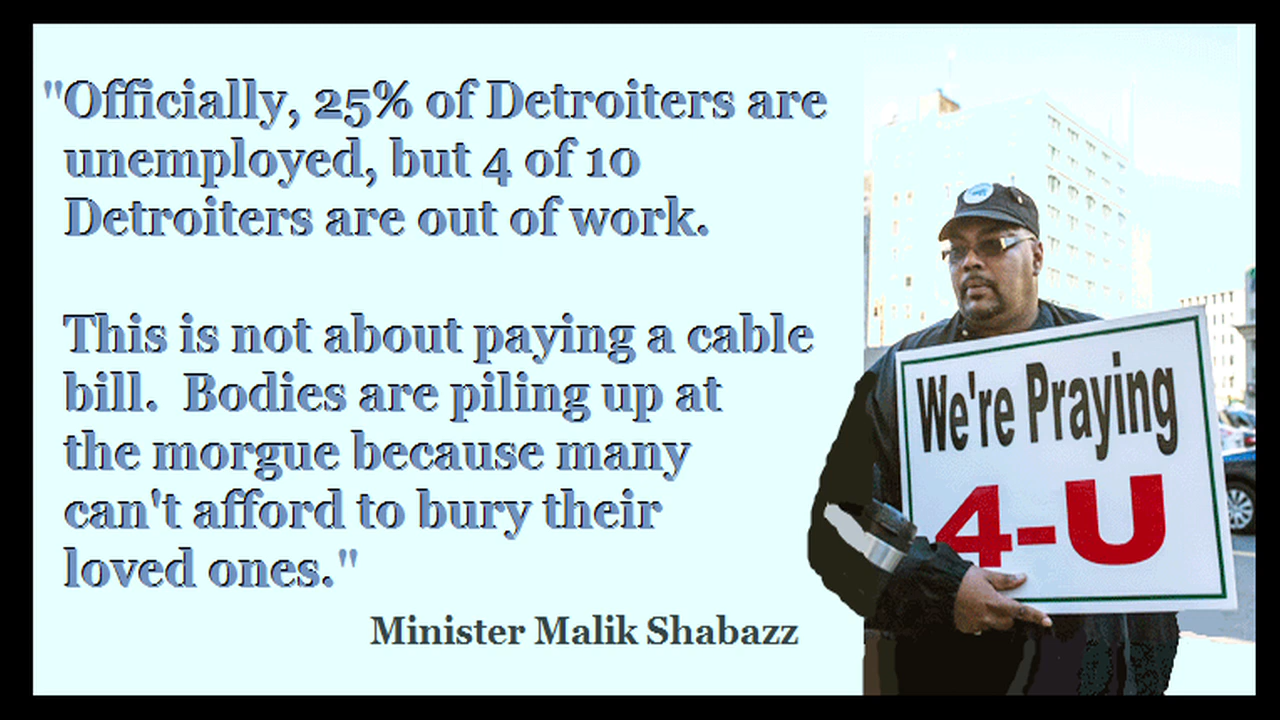 "Officially, 25% of Detroiters are
unemployed, but 4 of 10
Detroiters are out of work.
This is not about paying a cable
bill.  Bodies are piling up at
the morgue because many
can't afford to bury their
loved ones."
Minister Malik Shabazz
We're Praying
4-U